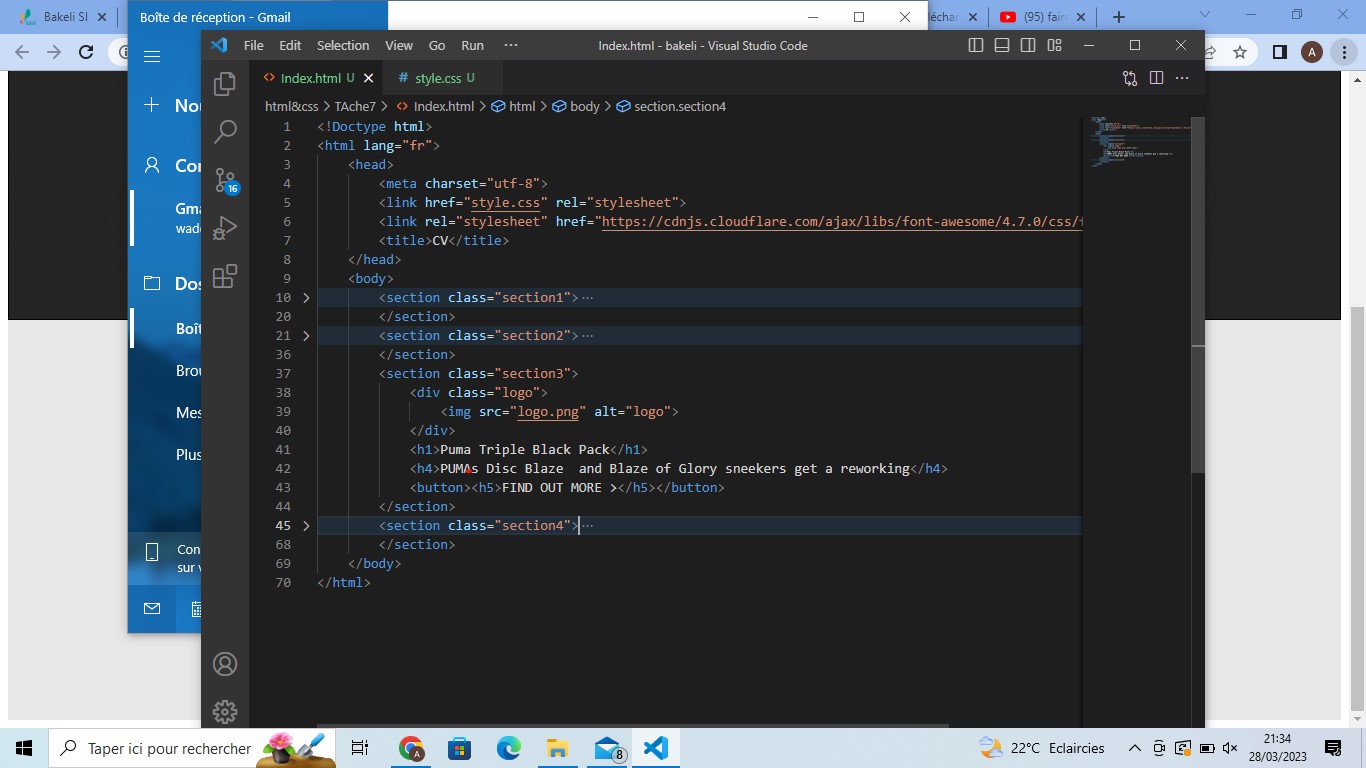 Bakeli SI
Boîte de réception - Gmail
(95) fair
File Edit Selection View Go Run ··· Index.html - bakeli - Visual Studio Code
A
Index.html U style.css U
html&css > TAche7 > Index.html > html > body > section.section4
1 <!Doctype html>
2 <html lang="fr">
3 <head>
4 <meta charset="utf-8">
5 <link href="style.css" rel="stylesheet">
6 <link rel="stylesheet" href="https://cdnjs.cloudflare.com/ajax/libs/font-awesome/4.7.0/css/f
7 <title>CV</title>
8 </head>
9 <body>
10 <section class="section1">···
20 </section>
21 <section class="section2">···
36 </section>
37 <section class="section3">
38 <div class="logo">
39 <img src="logo.png" alt="logo">
40 </div>
41 <h1>Puma Triple Black Pack</h1>
42 <h4>PUMAs Disc Blaze  and Blaze of Glory sneekers get a reworking</h4>
43 <button><h5>FIND OUT MORE ></h5></button>
44 </section>
45 <section class="section4">···
68 </section>
69 </body>
70 </html>
16
Nou
Gma
wade
Dos
Boît
Brou
Mes
Plus
sur v
Taper ici pour rechercher
A
8
22°C Eclaircies
21:34
28/03/2023